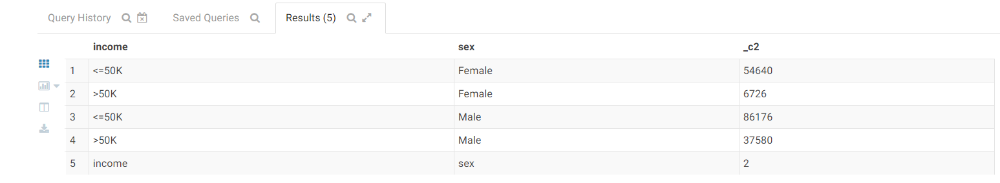 Query History Saved Queries Results (5)
income sex _c2
1 <=50K Female 54640
2 >50K Female 6726
3 <=50K Male 86176
4 >50K Male 37580
5 income sex 2